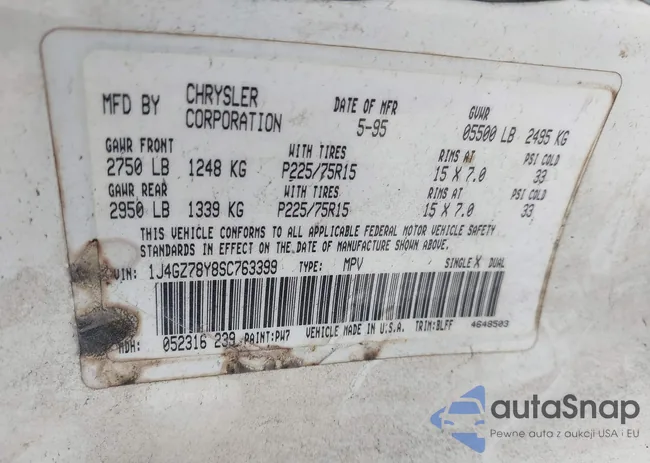 MFD BY CHRYSLER CORPORATION DATE OF MFR 5-95 GVWR 05500 LB 2495 KG
GAWR FRONT WITH TIRES RIMS AT PSI COLD
2750 LB 1248 KG P225/75R15 15 X 7.0 33
GAWR REAR WITH TIRES RIMS AT PSI COLD
2950 LB 1339 KG P225/75R15 15 X 7.0 33
THIS VEHICLE CONFORMS TO ALL APPLICABLE FEDERAL MOTOR VEHICLE SAFETY
STANDARDS IN EFFECT ON THE DATE OF MANUFACTURE SHOWN ABOVE.
VIN: 1J4GZ78Y8SC763399 TYPE: MPV SINGLE X DUAL
MDH: 052316 239 PAINT:PW7 VEHICLE MADE IN U.S.A. TRIM:BLFF 4648503
autaSnap
Pewne auta z aukcji USA i EU